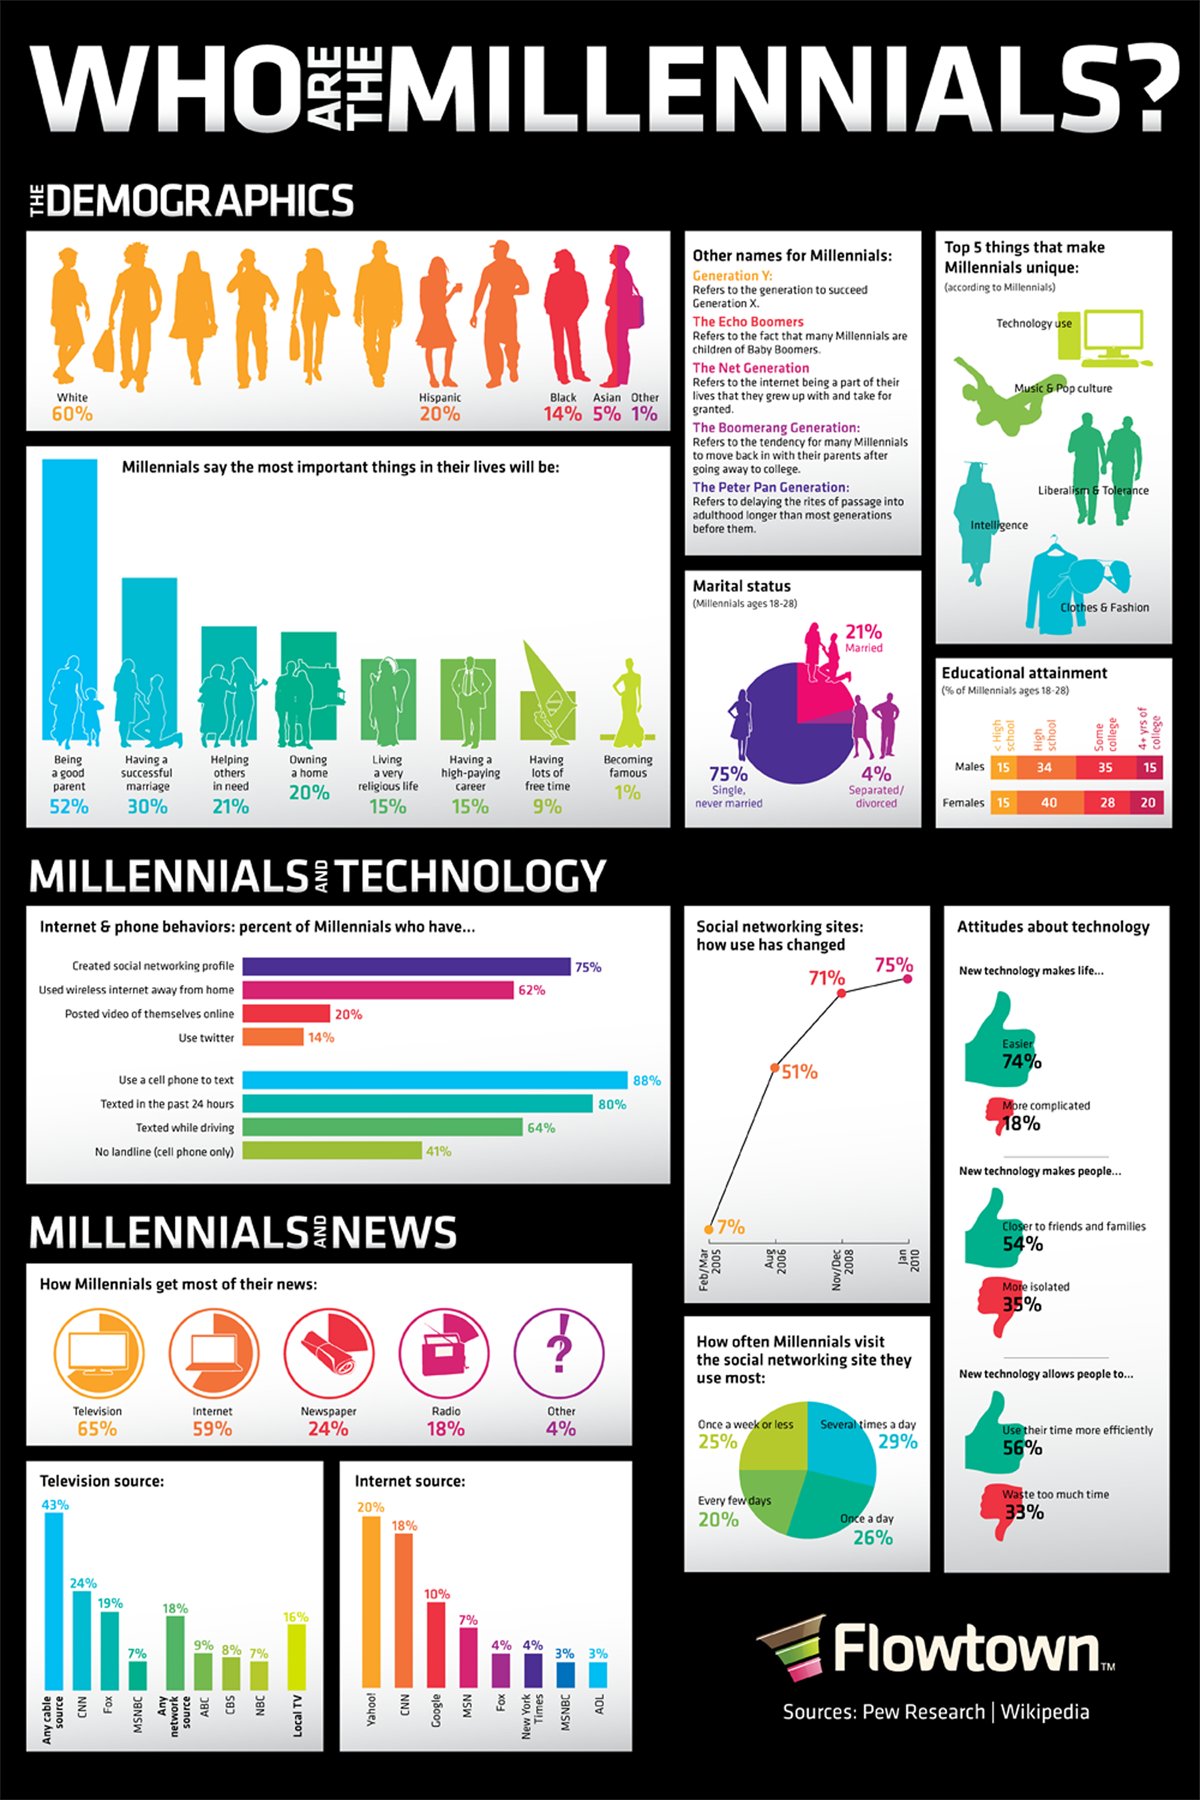 WHO ARE THE MILLENNIALS?
THE DEMOGRAPHICS
White
60%
Hispanic
20%
Black
14%
Asian
5%
Other
1%
Millennials say the most important things in their lives will be:
Being
a good
parent
52%
Having a
successful
marriage
30%
Helping
others
in need
21%
Owning
a home
20%
Living
a very
religious life
15%
Having a
high-paying
career
15%
Having
lots of
free time
9%
Becoming
famous
1%
Other names for Millennials:
Generation Y:
Refers to the generation to succeed
Generation X.
The Echo Boomers
Refers to the fact that many Millennials are
children of Baby Boomers.
The Net Generation
Refers to the internet being a part of their
lives that they grew up with and take for
granted.
The Boomerang Generation:
Refers to the tendency for many Millennials
to move back in with their parents after
going away to college.
The Peter Pan Generation:
Refers to delaying the rites of passage into
adulthood longer than most generations
before them.
Marital status
(Millennials ages 18-28)
21%
Married
75%
Single,
never married
4%
Separated/
divorced
Top 5 things that make
Millennials unique:
(according to Millennials)
Technology use
Music & Pop culture
Liberalism & Tolerance
Intelligence
Clothes & Fashion
Educational attainment
(% of Millennials ages 18-28)
< High
school
High
school
Some
college
4+ yrs of
college
Males 15 34 35 15
Females 15 40 28 20
MILLENNIALS AND TECHNOLOGY
Internet & phone behaviors: percent of Millennials who have...
Created social networking profile 75%
Used wireless internet away from home 62%
Posted video of themselves online 20%
Use twitter 14%
Use a cell phone to text 88%
Texted in the past 24 hours 80%
Texted while driving 64%
No landline (cell phone only) 41%
Social networking sites:
how use has changed
7%
51%
71%
75%
Feb/Mar
2005
Aug
2006
Nov/Dec
2008
Jan
2010
How often Millennials visit
the social networking site they
use most:
Once a week or less
25%
Several times a day
29%
Every few days
20%
Once a day
26%
Attitudes about technology
New technology makes life...
Easier
74%
More complicated
18%
New technology makes people...
Closer to friends and families
54%
More isolated
35%
New technology allows people to...
Use their time more efficiently
56%
Waste too much time
33%
MILLENNIALS AND NEWS
How Millennials get most of their news:
?
Television
65%
Internet
59%
Newspaper
24%
Radio
18%
Other
4%
Television source:
43%
24%
19%
7%
18%
9%
8%
7%
16%
Any cable
source
CNN
Fox
MSNBC
Any
network
source
ABC
CBS
NBC
Local TV
Internet source:
20%
18%
10%
7%
4%
4%
3%
3%
Yahoo!
CNN
Google
MSN
Fox
New York
Times
MSNBC
AOL
Flowtown™
Sources: Pew Research | Wikipedia